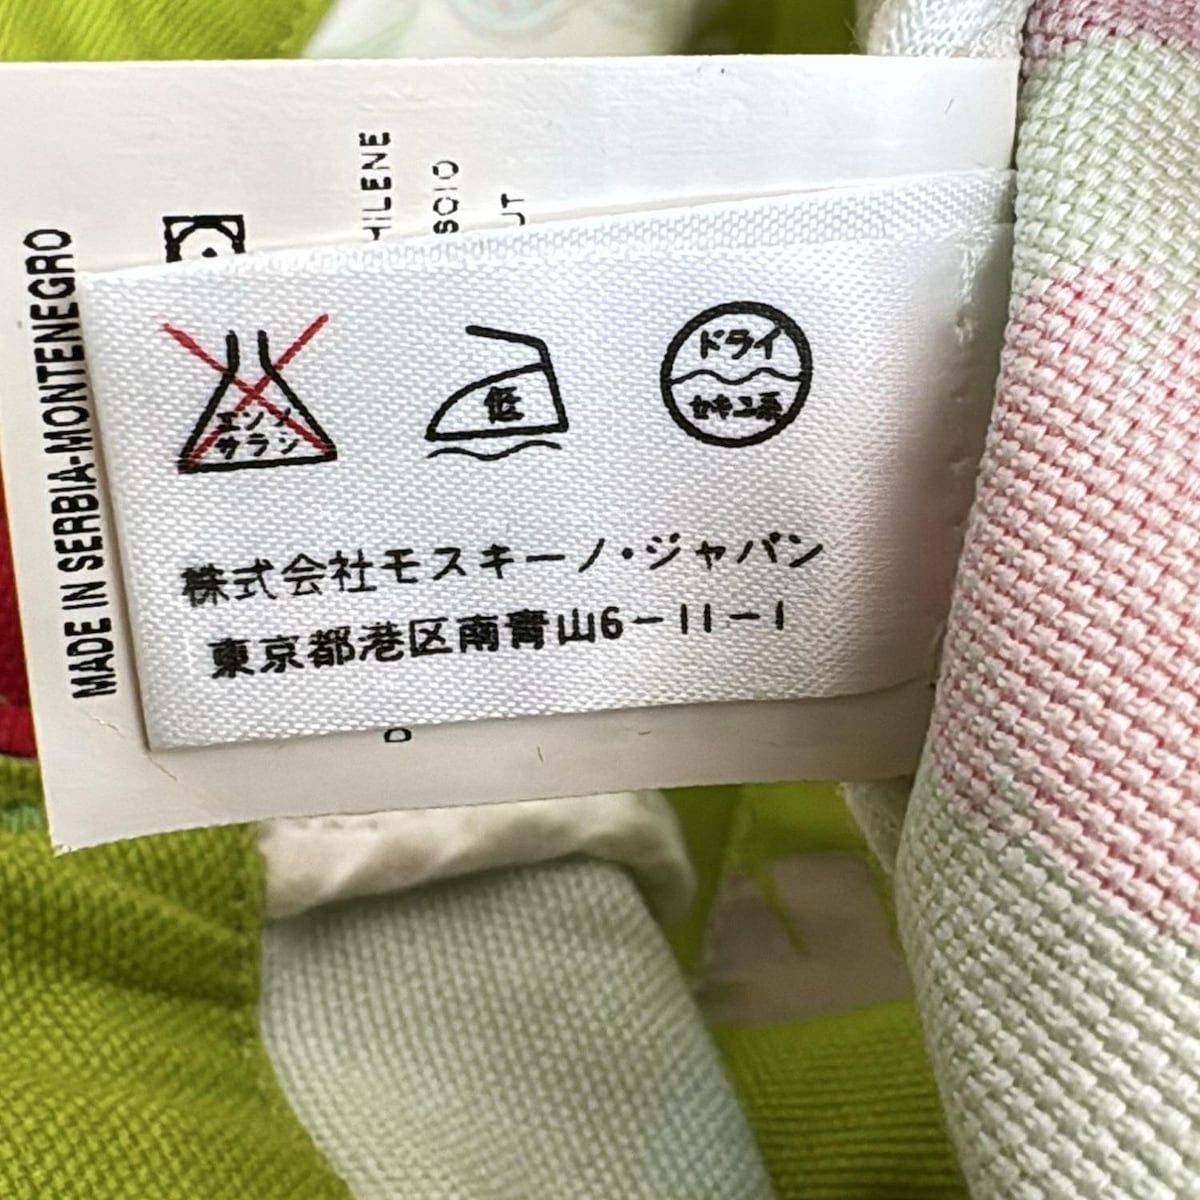 MADE IN SERBIA-MONTENEGRO
HILENE
エンソ
サラシ
低
ドライ
セキユ系
株式会社モスキーノ・ジャパン
東京都港区南青山6-11-1